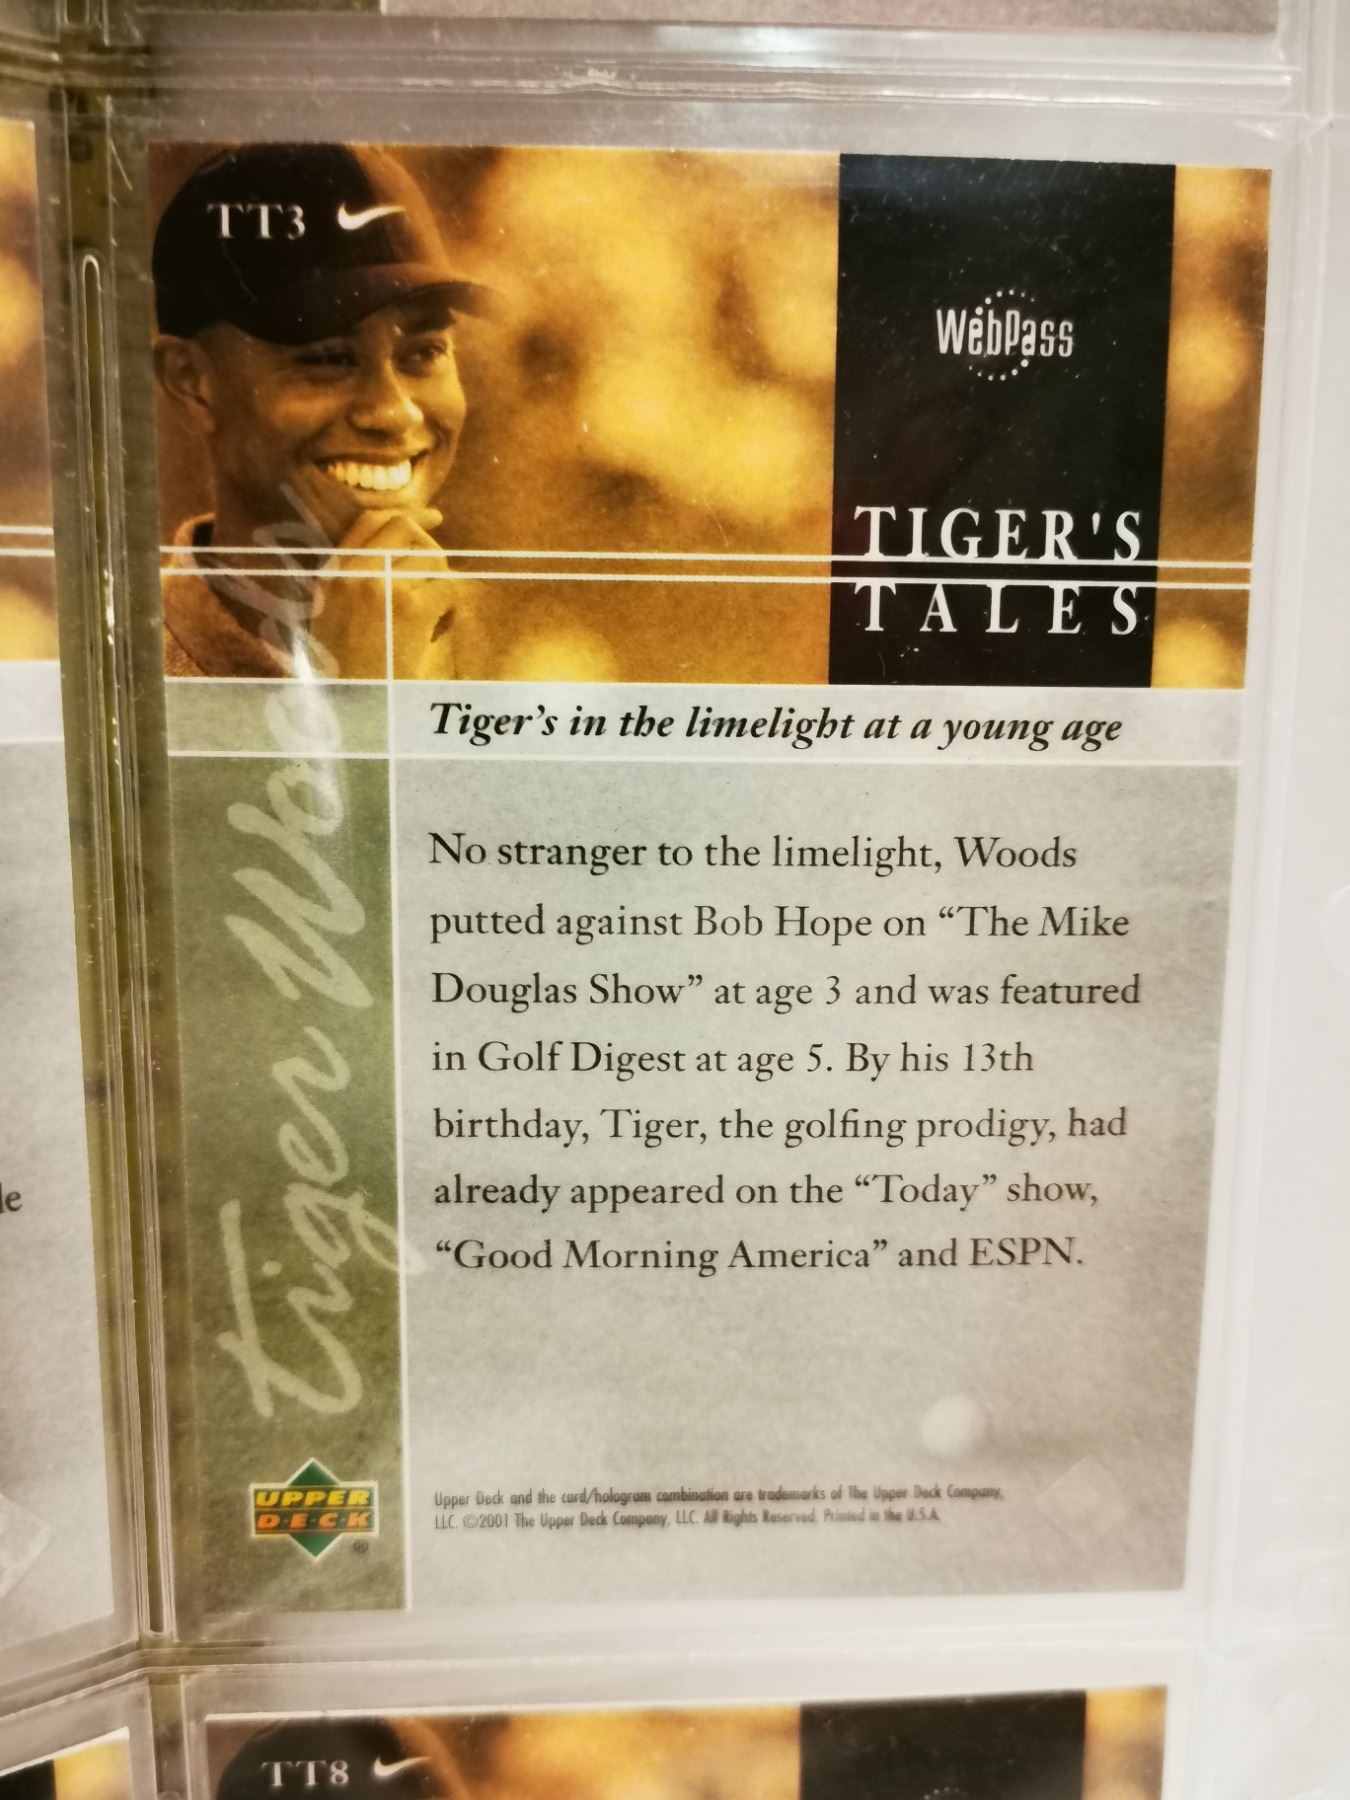 TT3
WebPass
TIGER'S
TALES
Tiger's in the limelight at a young age
No stranger to the limelight, Woods
putted against Bob Hope on “The Mike
Douglas Show” at age 3 and was featured
in Golf Digest at age 5. By his 13th
birthday, Tiger, the golfing prodigy, had
already appeared on the “Today” show,
“Good Morning America” and ESPN.
Tiger Woods
UPPER
D·E·C·K
®
Upper Deck and the card/hologram combination are trademarks of The Upper Deck Company,
LLC. ©2001 The Upper Deck Company, LLC. All Rights Reserved. Printed in the U.S.A.
le
TT8